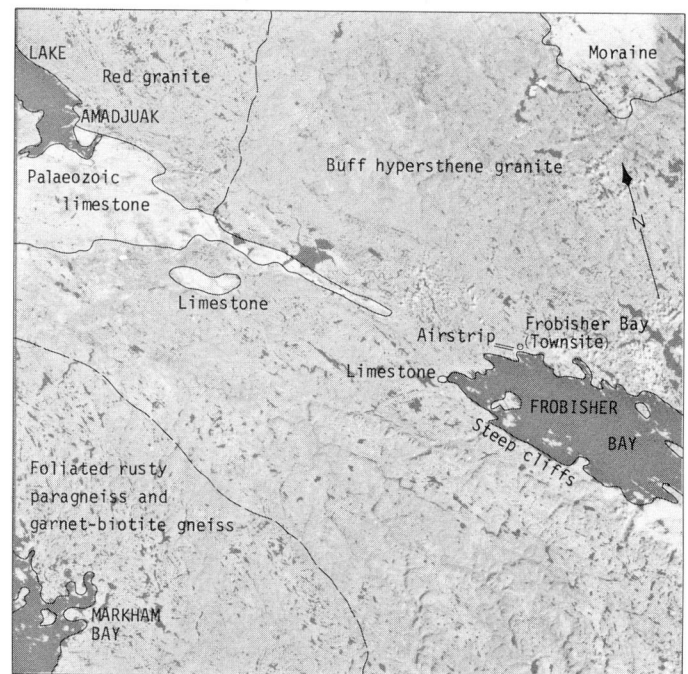 LAKE
Red granite
AMADJUAK
Palaeozoic
limestone
Moraine
Buff hypersthene granite
N
Limestone
Airstrip
Frobisher Bay
(Townsite)
Limestone
FROBISHER
BAY
Steep cliffs
Foliated rusty
paragneiss and
garnet-biotite gneiss
MARKHAM
BAY